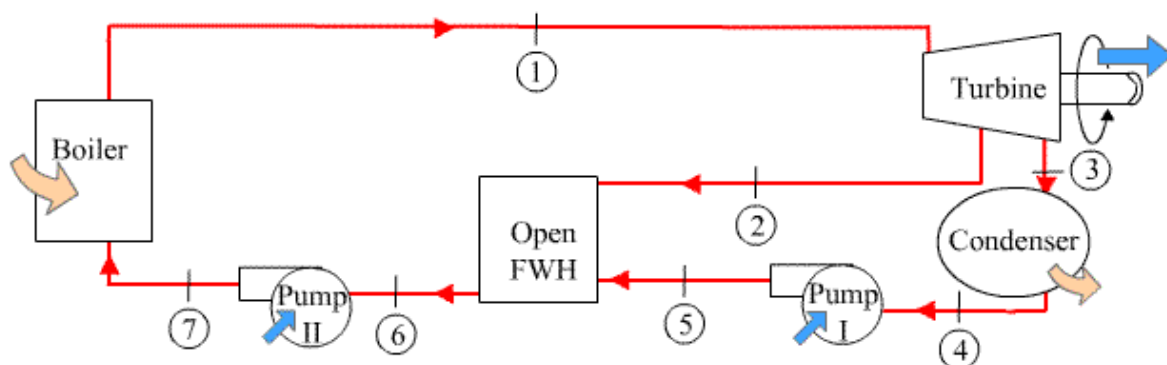 1
Turbine
Boiler
3
2
Open
FWH
Condenser
Pump
II
Pump
I
7
6
5
4